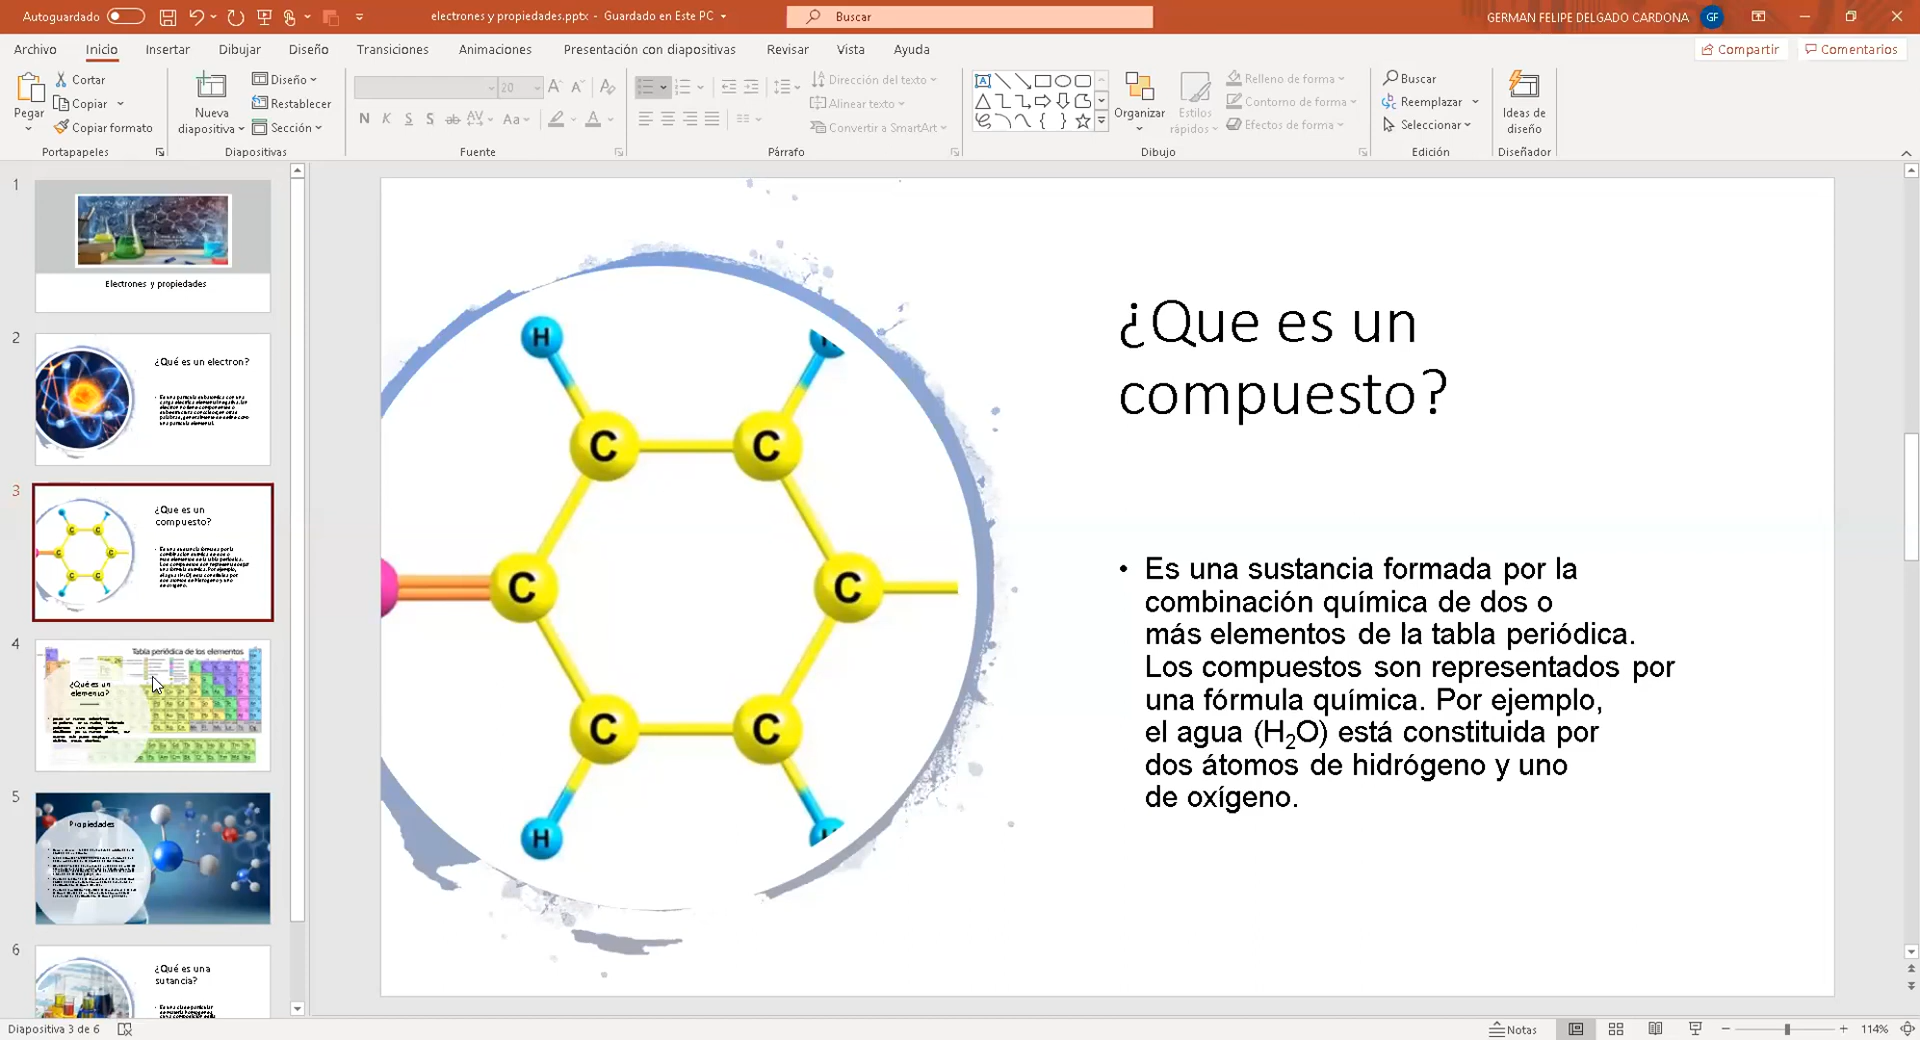 Autoguardado
electrones y propiedades.pptx - Guardado en Este PC
Buscar
GERMAN FELIPE DELGADO CARDONA
GF
Archivo Inicio Insertar Dibujar Diseño Transiciones Animaciones Presentación con diapositivas Revisar Vista Ayuda
Compartir
Comentarios
Pegar
Cortar
Copiar
Copiar formato
Portapapeles
Nueva
diapositiva
Diseño
Restablecer
Sección
Diapositivas
20
N K S S ab AV Aa A
Fuente
Dirección del texto
Alinear texto
Convertir a SmartArt
Párrafo
Organizar
Estilos
rápidos
Relleno de forma
Contorno de forma
Efectos de forma
Dibujo
Buscar
Reemplazar
Seleccionar
Edición
Ideas de
diseño
Diseñador
1
Electrones y propiedades
2
¿Qué es un electron?
3
¿Que es un
compuesto?
4
Tabla periódica de los elementos
¿Qué es un
elemento?
5
Propiedades
6
¿Qué es una
sutancia?
H
H
C C
C C
C C
H
H
¿Que es un
compuesto?
• Es una sustancia formada por la
combinación química de dos o
más elementos de la tabla periódica.
Los compuestos son representados por
una fórmula química. Por ejemplo,
el agua (H₂O) está constituida por
dos átomos de hidrógeno y uno
de oxígeno.
Diapositiva 3 de 6
Notas
114%